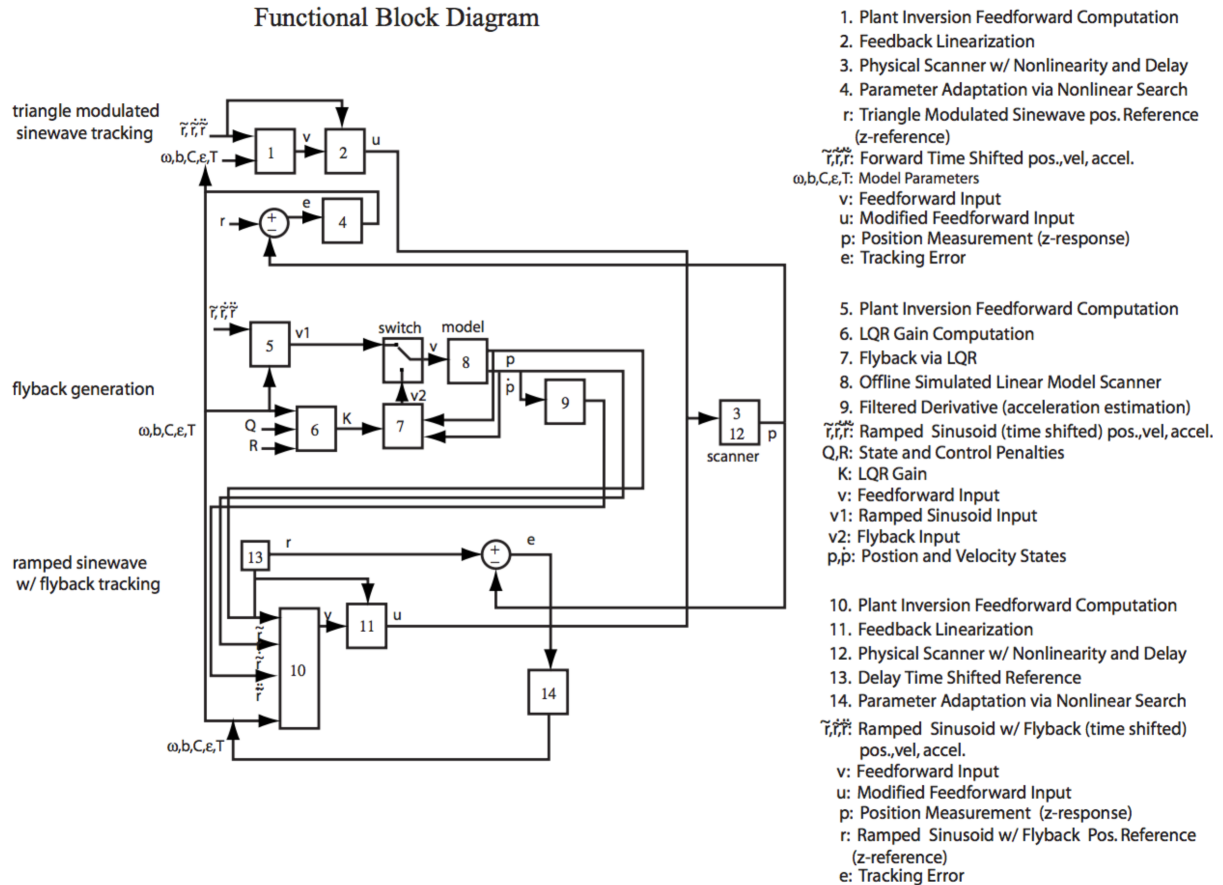 Functional Block Diagram
triangle modulated
sinewave tracking
r̃,r̃̇,r̃̈
ω,b,C,ε,T
1
v
2
u
r
+
−
e
4
r̃,r̃̇,r̃̈
5
v1
switch
v
model
8
p
ṗ
9
flyback generation
ω,b,C,ε,T
Q
R
6
K
7
v2
3
12
p
scanner
ramped sinewave
w/ flyback tracking
13
r
+
−
e
r̃
r̃̇
r̃̈
10
v
11
u
14
ω,b,C,ε,T
1. Plant Inversion Feedforward Computation
2. Feedback Linearization
3. Physical Scanner w/ Nonlinearity and Delay
4. Parameter Adaptation via Nonlinear Search
r: Triangle Modulated Sinewave pos. Reference
(z-reference)
r̃,r̃̇,r̃̈: Forward Time Shifted pos.,vel, accel.
ω,b,C,ε,T: Model Parameters
v: Feedforward Input
u: Modified Feedforward Input
p: Position Measurement (z-response)
e: Tracking Error
5. Plant Inversion Feedforward Computation
6. LQR Gain Computation
7. Flyback via LQR
8. Offline Simulated Linear Model Scanner
9. Filtered Derivative (acceleration estimation)
r̃,r̃̇,r̃̈: Ramped Sinusoid (time shifted) pos.,vel, accel.
Q,R: State and Control Penalties
K: LQR Gain
v: Feedforward Input
v1: Ramped Sinusoid Input
v2: Flyback Input
p,ṗ: Postion and Velocity States
10. Plant Inversion Feedforward Computation
11. Feedback Linearization
12. Physical Scanner w/ Nonlinearity and Delay
13. Delay Time Shifted Reference
14. Parameter Adaptation via Nonlinear Search
r̃,r̃̇,r̃̈: Ramped Sinusoid w/ Flyback (time shifted)
pos.,vel, accel.
v: Feedforward Input
u: Modified Feedforward Input
p: Position Measurement (z-response)
r: Ramped Sinusoid w/ Flyback Pos. Reference
(z-reference)
e: Tracking Error